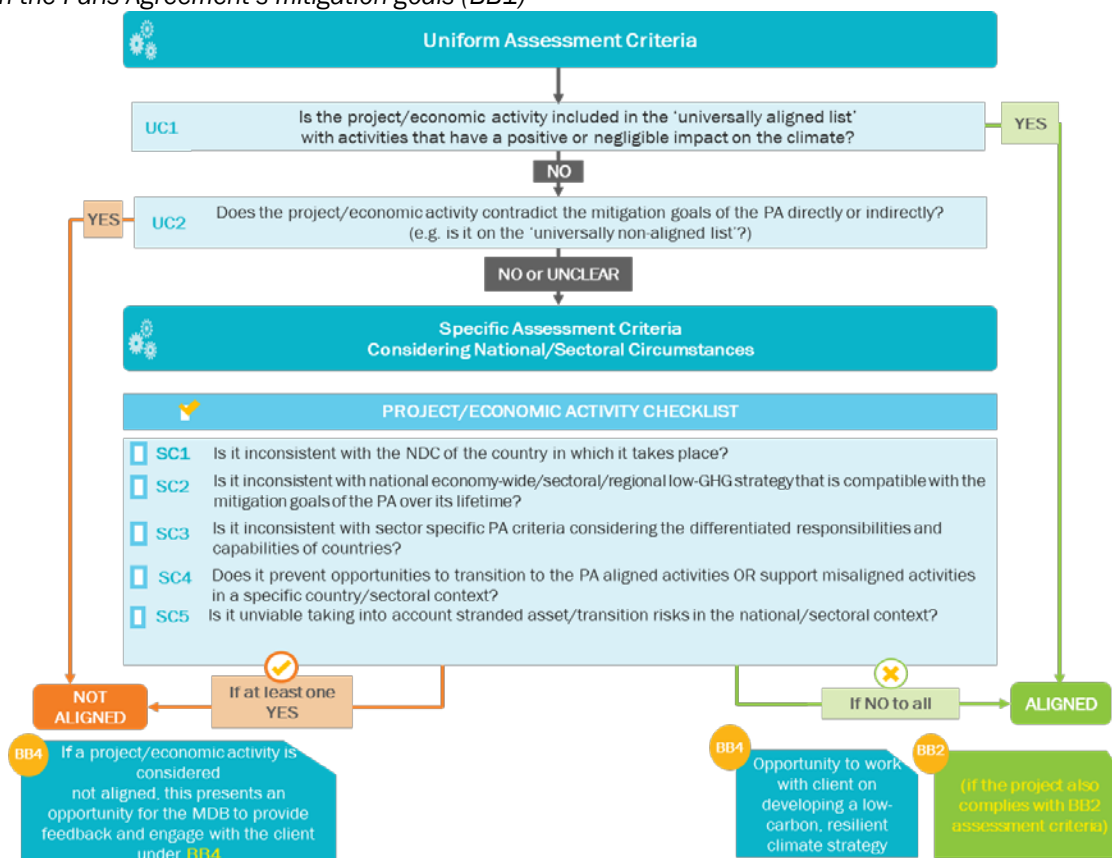 the Paris Agreement's mitigation goals (BB1)
Uniform Assessment Criteria
UC1
Is the project/economic activity included in the 'universally aligned list'
with activities that have a positive or negligible impact on the climate?
YES
NO
YES
UC2
Does the project/economic activity contradict the mitigation goals of the PA directly or indirectly?
(e.g. is it on the 'universally non-aligned list'?)
NO or UNCLEAR
Specific Assessment Criteria
Considering National/Sectoral Circumstances
PROJECT/ECONOMIC ACTIVITY CHECKLIST
SC1 Is it inconsistent with the NDC of the country in which it takes place?
SC2 Is it inconsistent with national economy-wide/sectoral/regional low-GHG strategy that is compatible with the
mitigation goals of the PA over its lifetime?
SC3 Is it inconsistent with sector specific PA criteria considering the differentiated responsibilities and
capabilities of countries?
SC4 Does it prevent opportunities to transition to the PA aligned activities OR support misaligned activities
in a specific country/sectoral context?
SC5 Is it unviable taking into account stranded asset/transition risks in the national/sectoral context?
NOT
ALIGNED
If at least one
YES
If NO to all
ALIGNED
BB4
If a project/economic activity is
considered
not aligned, this presents an
opportunity for the MDB to provide
feedback and engage with the client
under BB4
BB4
Opportunity to work
with client on
developing a low-
carbon, resilient
climate strategy
BB2
(if the project also
complies with BB2
assessment criteria)